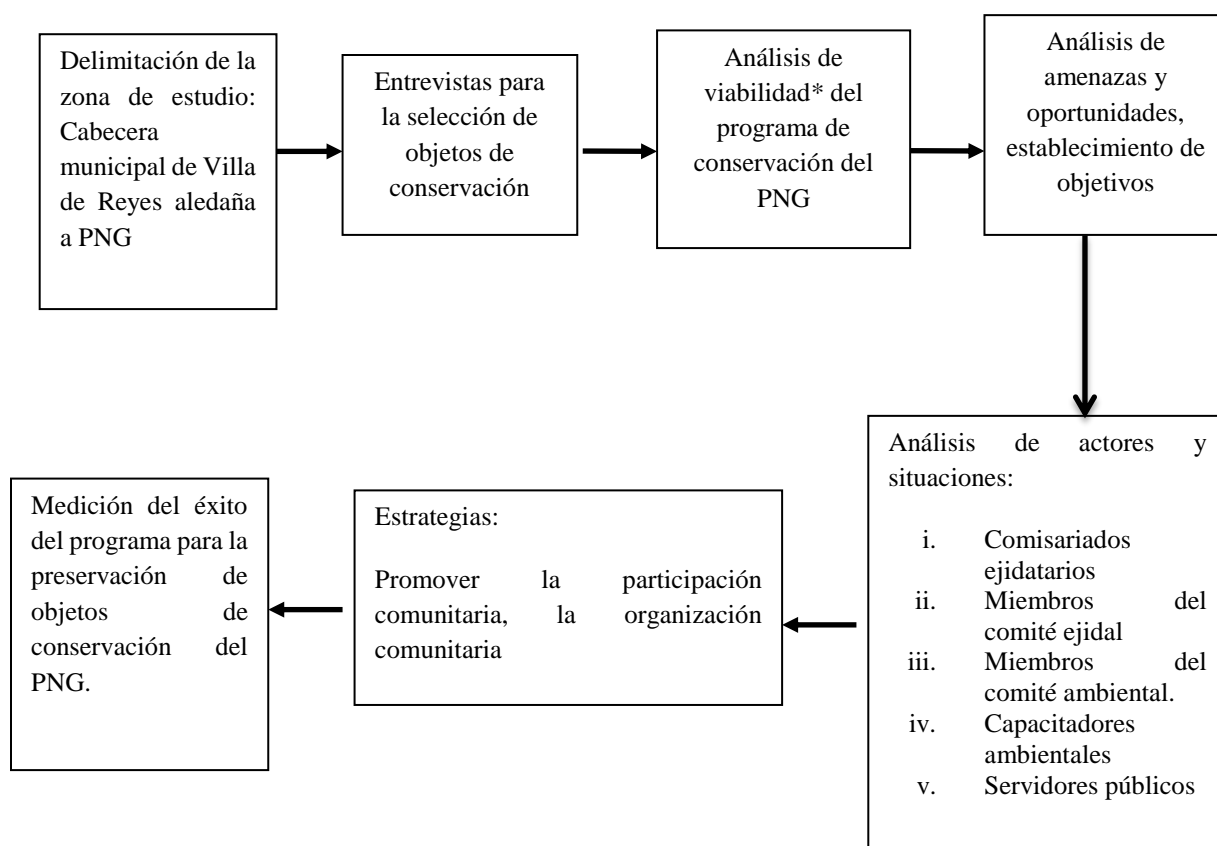 Delimitación de la
zona de estudio:
Cabecera
municipal de Villa
de Reyes aledaña
a PNG
Entrevistas para
la selección de
objetos de
conservación
Análisis de
viabilidad* del
programa de
conservación del
PNG
Análisis de
amenazas y
oportunidades,
establecimiento de
objetivos
Análisis de actores y
situaciones:
i. Comisariados
ejidatarios
ii. Miembros del
comité ejidal
iii. Miembros del
comité ambiental.
iv. Capacitadores
ambientales
v. Servidores públicos
Estrategias:
Promover la participación
comunitaria, la organización
comunitaria
Medición del éxito
del programa para la
preservación de
objetos de
conservación del
PNG.